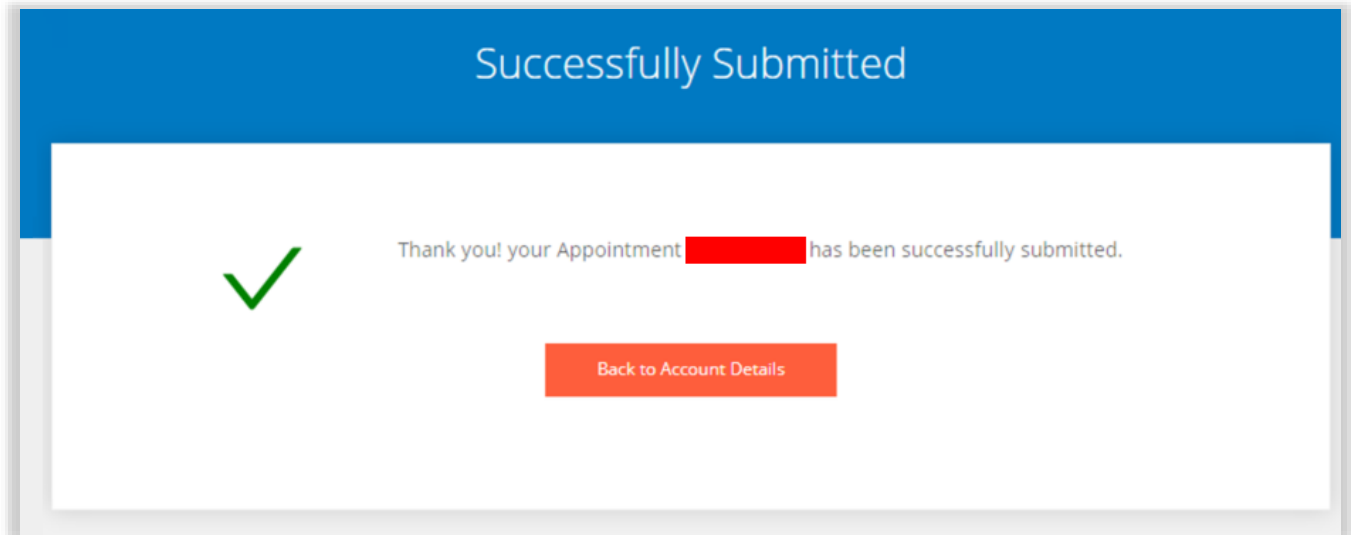 Successfully Submitted
Thank you! your Appointment has been successfully submitted.
Back to Account Details